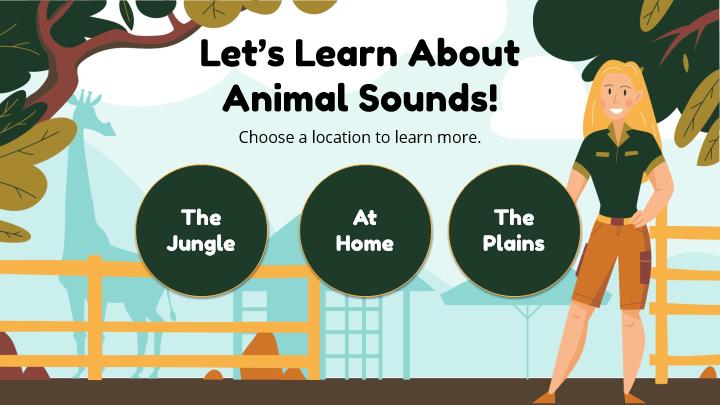 Let’s Learn About
Animal Sounds!
Choose a location to learn more.
The
Jungle
At
Home
The
Plains